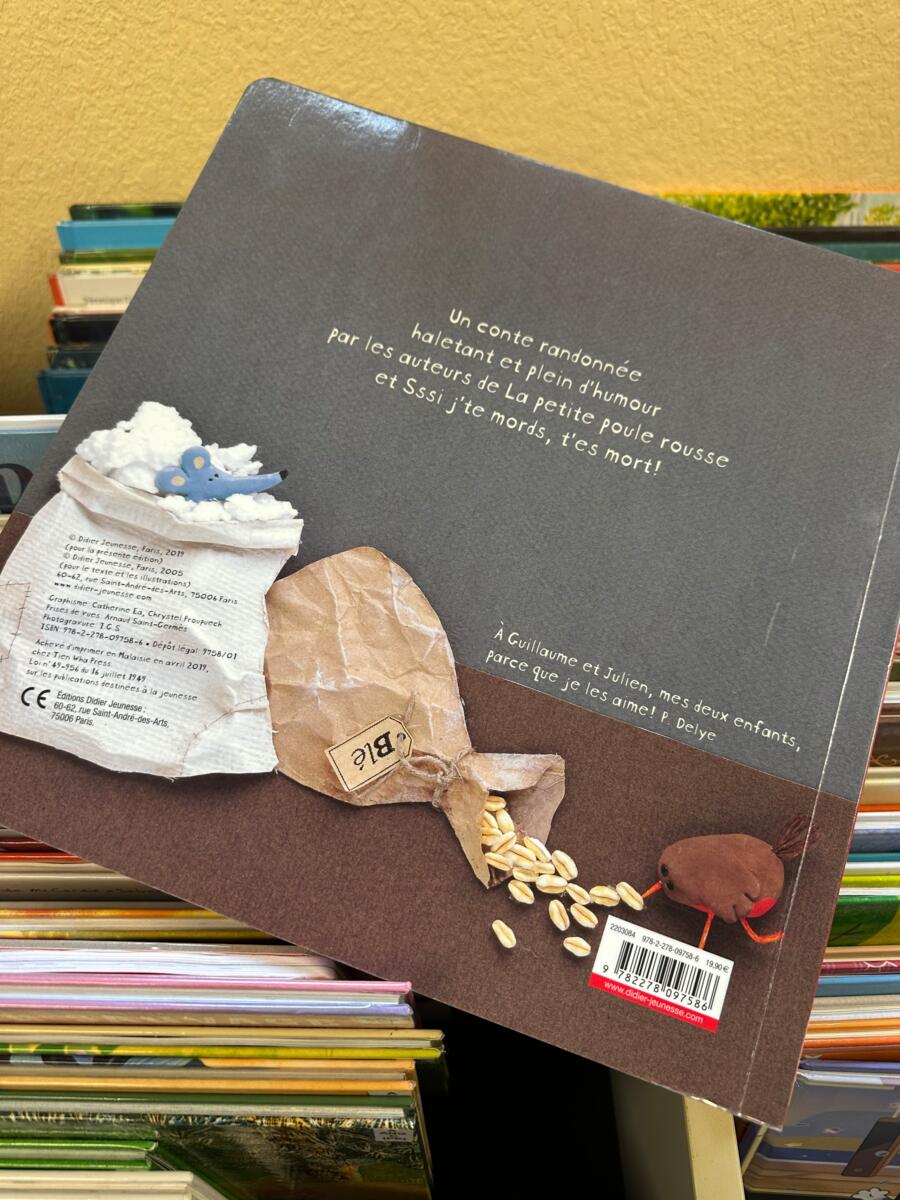 Un conte randonnée
haletant et plein d'humour
par les auteurs de La petite poule rousse
et Sssi j'te mords, t'es mort!
© Didier Jeunesse, Paris, 2019
(pour la présente édition)
© Didier Jeunesse, Paris, 2005
(pour le texte et les illustrations)
60-62, rue Saint-André-des-Arts, 75006 Paris
www.didier-jeunesse.com
Graphisme: Catherine Ea, Chrystel Proupuech
Prises de vues: Arnaud Saint-Germès
Photogravure: I.G.S
ISBN 978-2-278-09758-6 • Dépôt légal: 9758/01
Achevé d'imprimer en Malaisie en avril 2019,
chez Tien Wha Press.
Loi n° 49-956 du 16 juillet 1949
sur les publications destinées à la jeunesse
CE Éditions Didier Jeunesse:
60-62, rue Saint-André-des-Arts,
75006 Paris.
À Guillaume et Julien, mes deux enfants,
parce que je les aime! P. Delye
Blé
2203084 978-2-278-09758-6 19,90€
9 782278 097586
www.didier-jeunesse.com